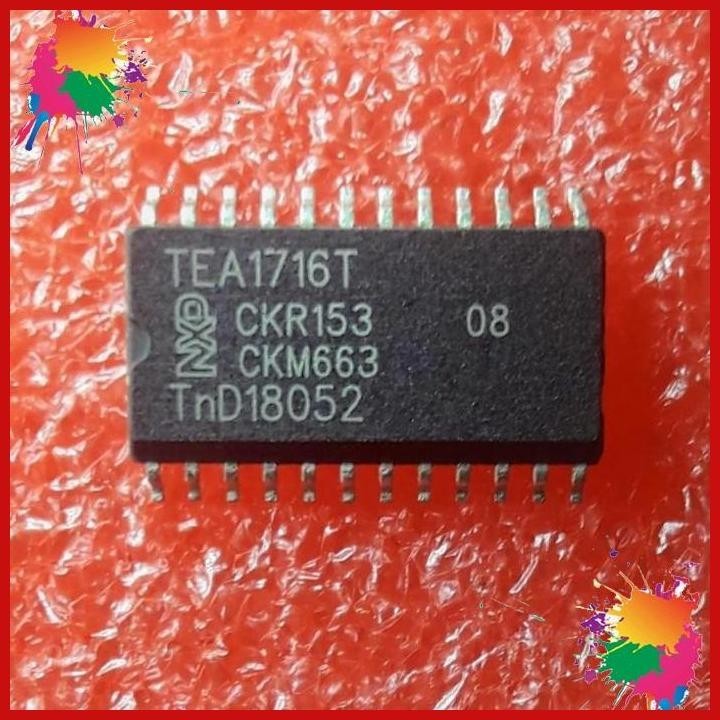 TEA1716T
NXP CKR153 08
CKM663
TnD18052